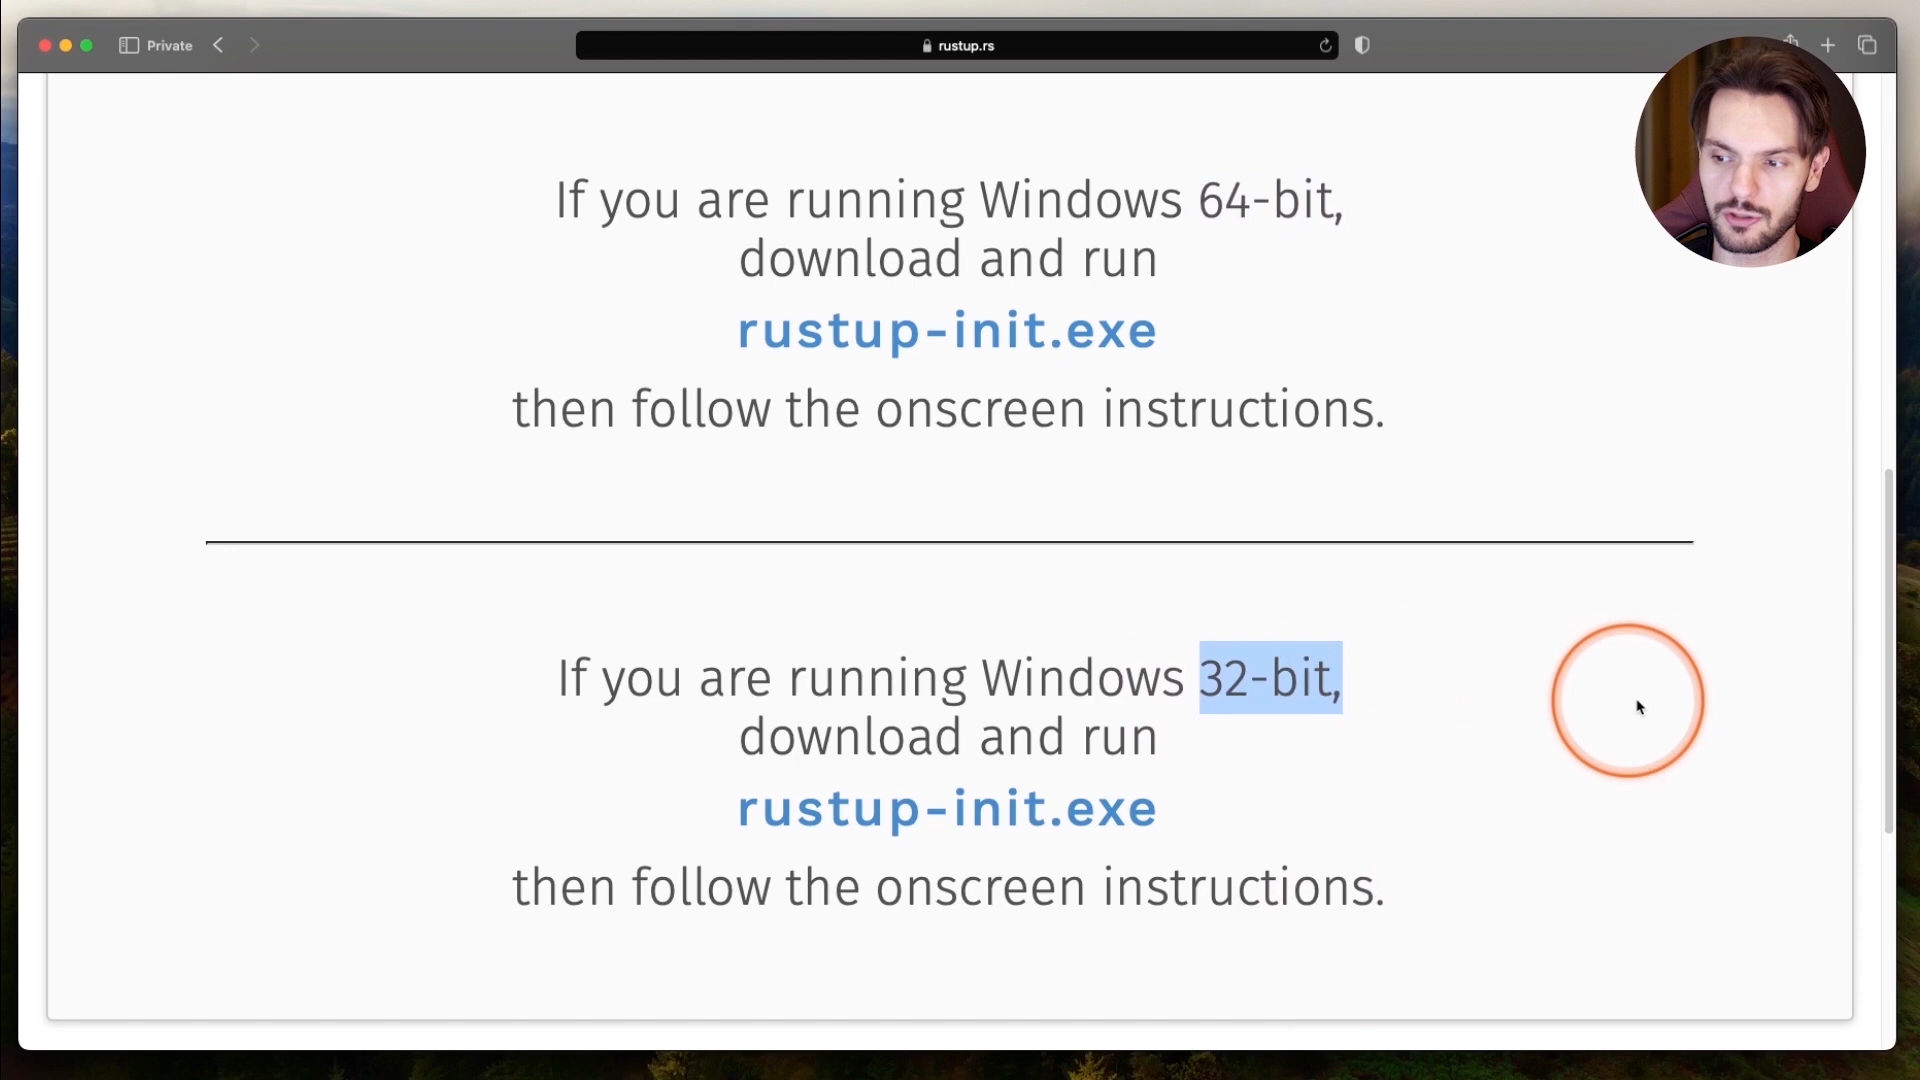 Private
rustup.rs
If you are running Windows 64-bit,
download and run
rustup-init.exe
then follow the onscreen instructions.
If you are running Windows 32-bit,
download and run
rustup-init.exe
then follow the onscreen instructions.